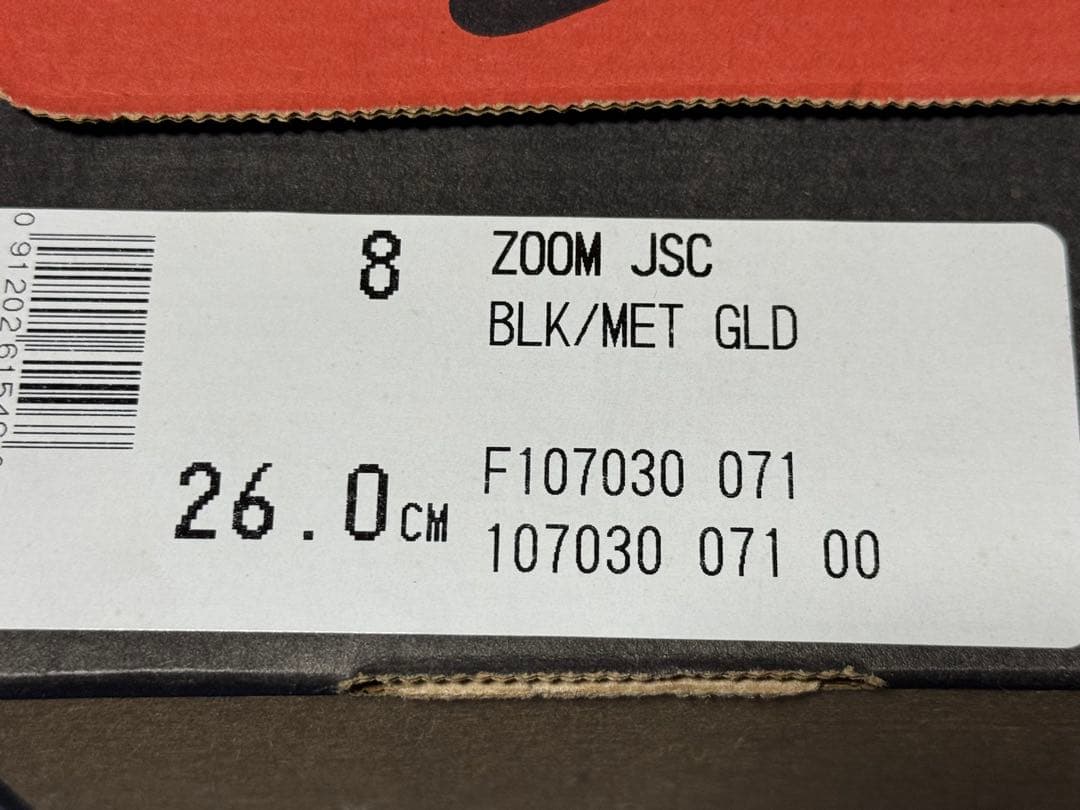 8 ZOOM JSC
BLK/MET GLD
26.0CM
F107030 071
107030 071 00